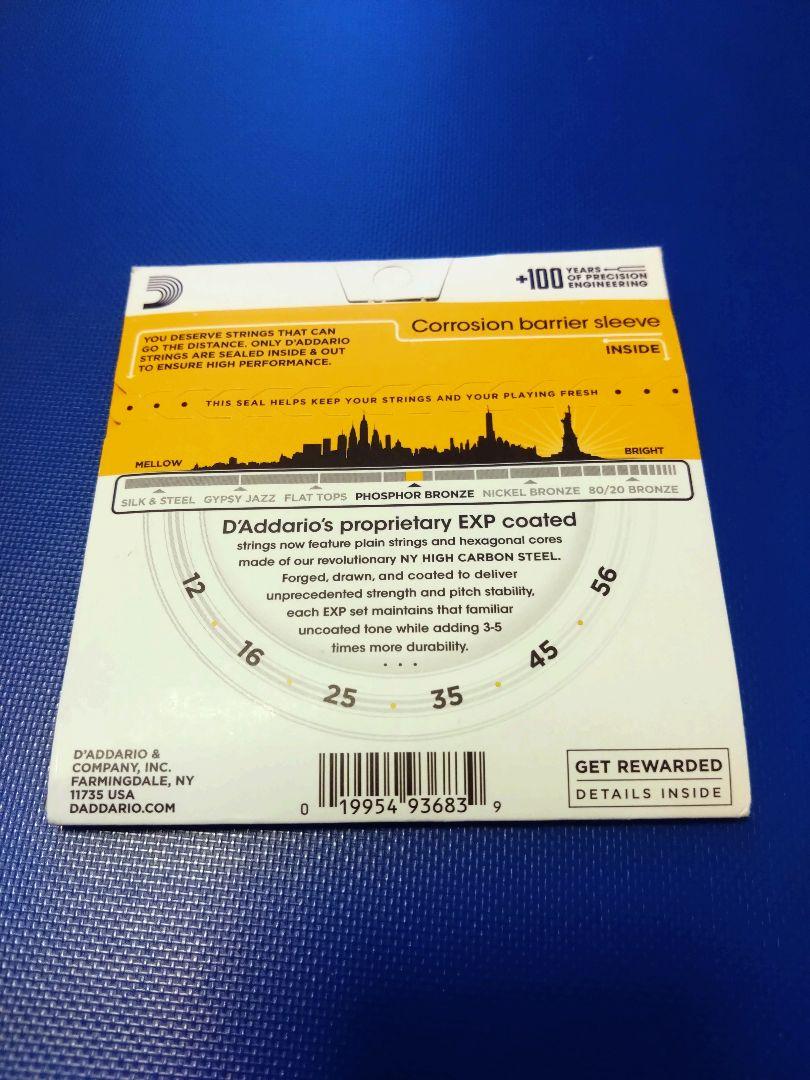 +100 YEARS
OF PRECISION
ENGINEERING
YOU DESERVE STRINGS THAT CAN
GO THE DISTANCE. ONLY D'ADDARIO
STRINGS ARE SEALED INSIDE & OUT
TO ENSURE HIGH PERFORMANCE.
Corrosion barrier sleeve
INSIDE
THIS SEAL HELPS KEEP YOUR STRINGS AND YOUR PLAYING FRESH
MELLOW
BRIGHT
SILK & STEEL GYPSY JAZZ FLAT TOPS PHOSPHOR BRONZE NICKEL BRONZE 80/20 BRONZE
D'Addario's proprietary EXP coated
strings now feature plain strings and hexagonal cores
made of our revolutionary NY HIGH CARBON STEEL.
Forged, drawn, and coated to deliver
unprecedented strength and pitch stability,
each EXP set maintains that familiar
uncoated tone while adding 3-5
times more durability.
12
16
25
35
45
56
D'ADDARIO &
COMPANY, INC.
FARMINGDALE, NY
11735 USA
DADDARIO.COM
0 19954 93683 9
GET REWARDED
DETAILS INSIDE